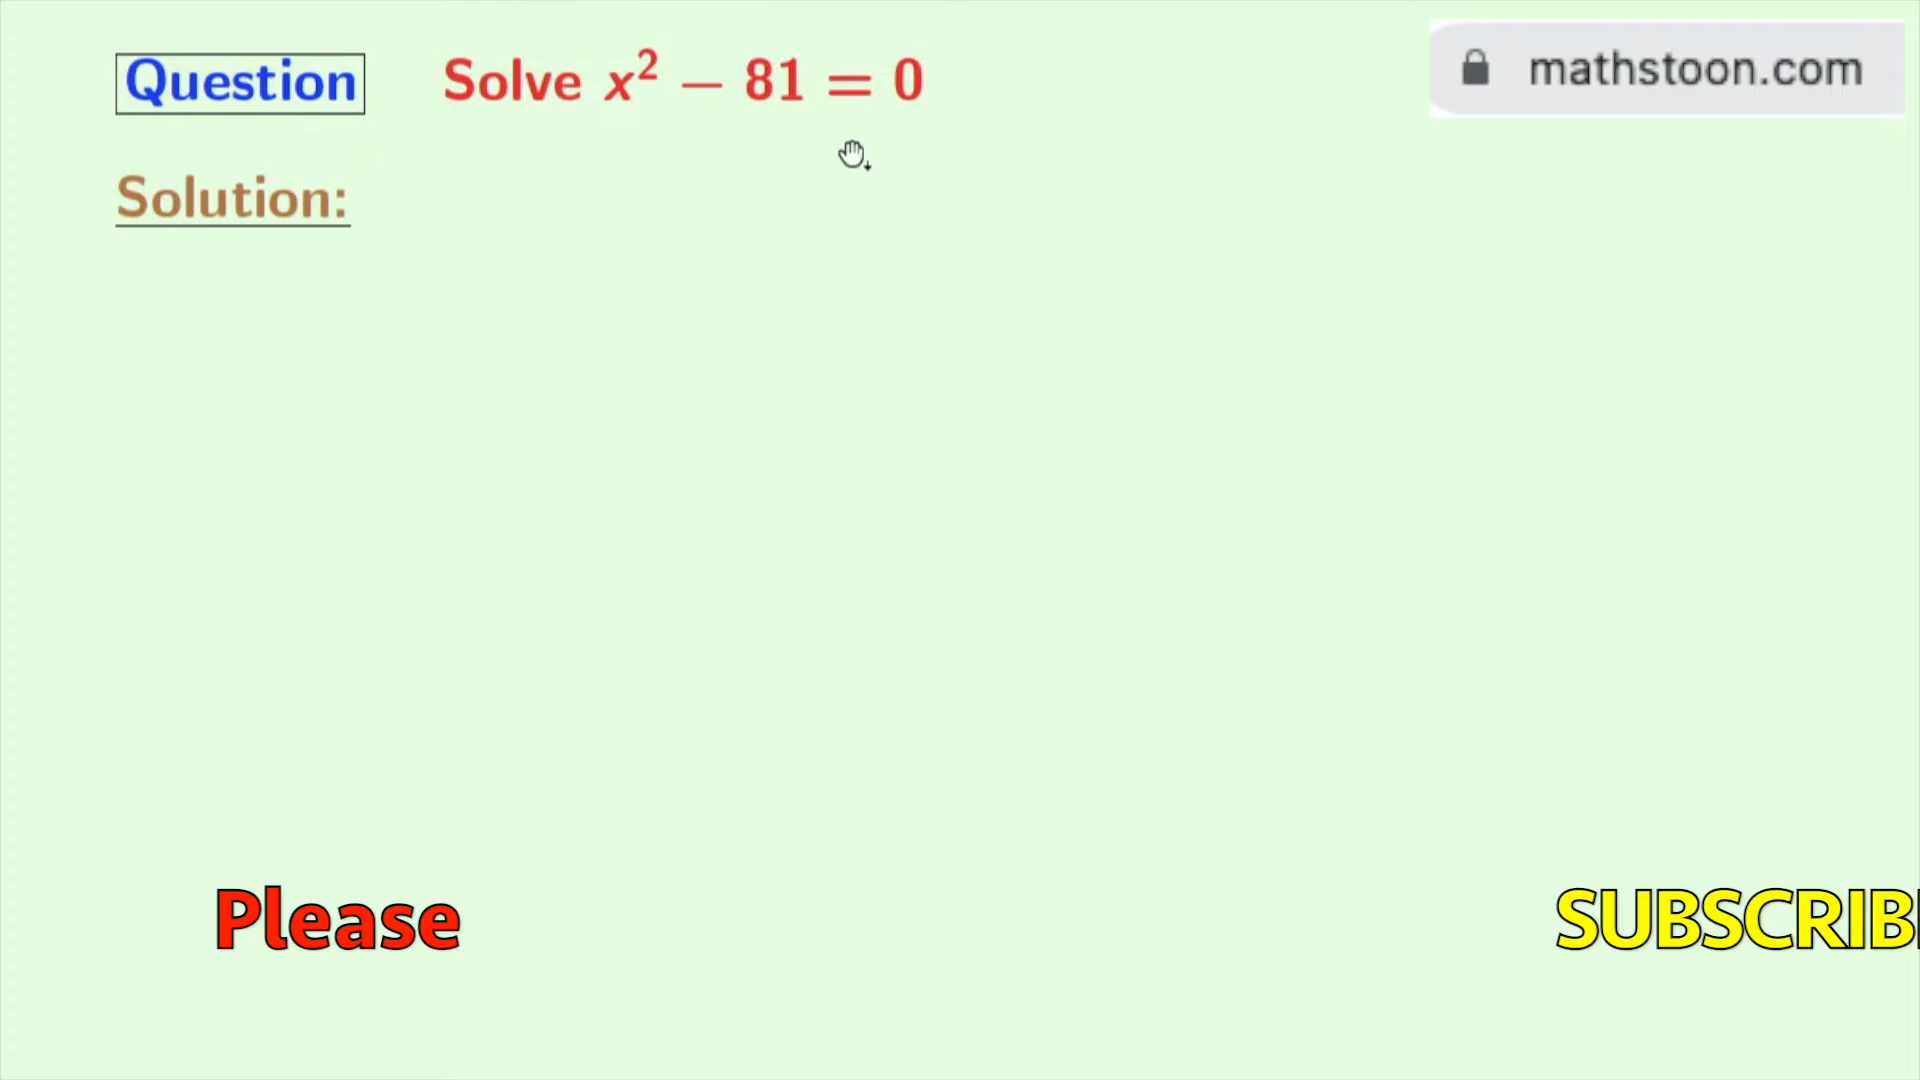 Question Solve x² − 81 = 0
mathstoon.com
Solution:
Please SUBSCRIB